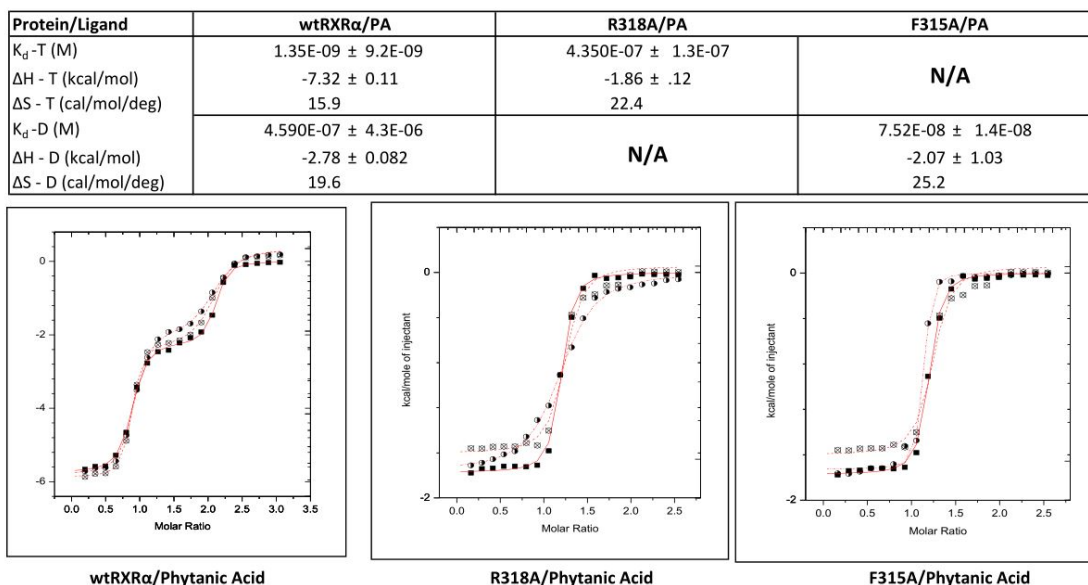 Protein/Ligand wtRXRα/PA R318A/PA F315A/PA
Kd -T (M) 1.35E-09 ± 9.2E-09 4.350E-07 ± 1.3E-07
ΔH - T (kcal/mol) -7.32 ± 0.11 -1.86 ± .12 N/A
ΔS - T (cal/mol/deg) 15.9 22.4
Kd -D (M) 4.590E-07 ± 4.3E-06 7.52E-08 ± 1.4E-08
ΔH - D (kcal/mol) -2.78 ± 0.082 N/A -2.07 ± 1.03
ΔS - D (cal/mol/deg) 19.6 25.2
0
-2
-4
-6
0.0 0.5 1.0 1.5 2.0 2.5 3.0 3.5
Molar Ratio
wtRXRα/Phytanic Acid
kcal/mole of injectant
0
-2
0.0 0.5 1.0 1.5 2.0 2.5
Molar Ratio
R318A/Phytanic Acid
kcal/mole of injectant
0
-2
0.0 0.5 1.0 1.5 2.0 2.5
Molar Ratio
F315A/Phytanic Acid